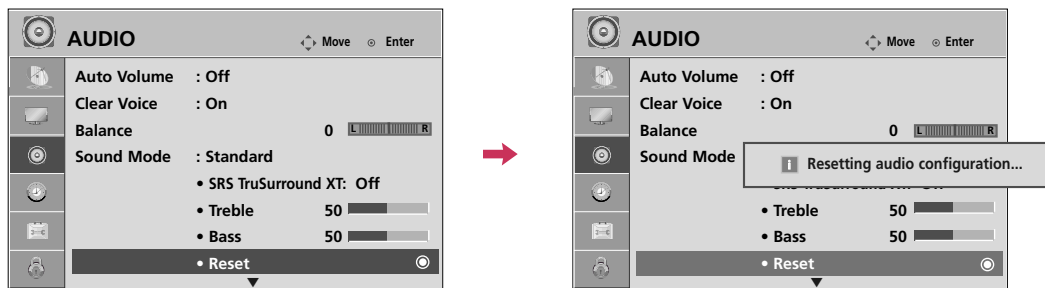 AUDIO
Move
Enter
Auto Volume : Off
Clear Voice : On
Balance 0 L R
Sound Mode : Standard
• SRS TruSurround XT: Off
• Treble 50
• Bass 50
• Reset
AUDIO
Move
Enter
Auto Volume : Off
Clear Voice : On
Balance 0 L R
Sound Mode
i Resetting audio configuration...
• Treble 50
• Bass 50
• Reset